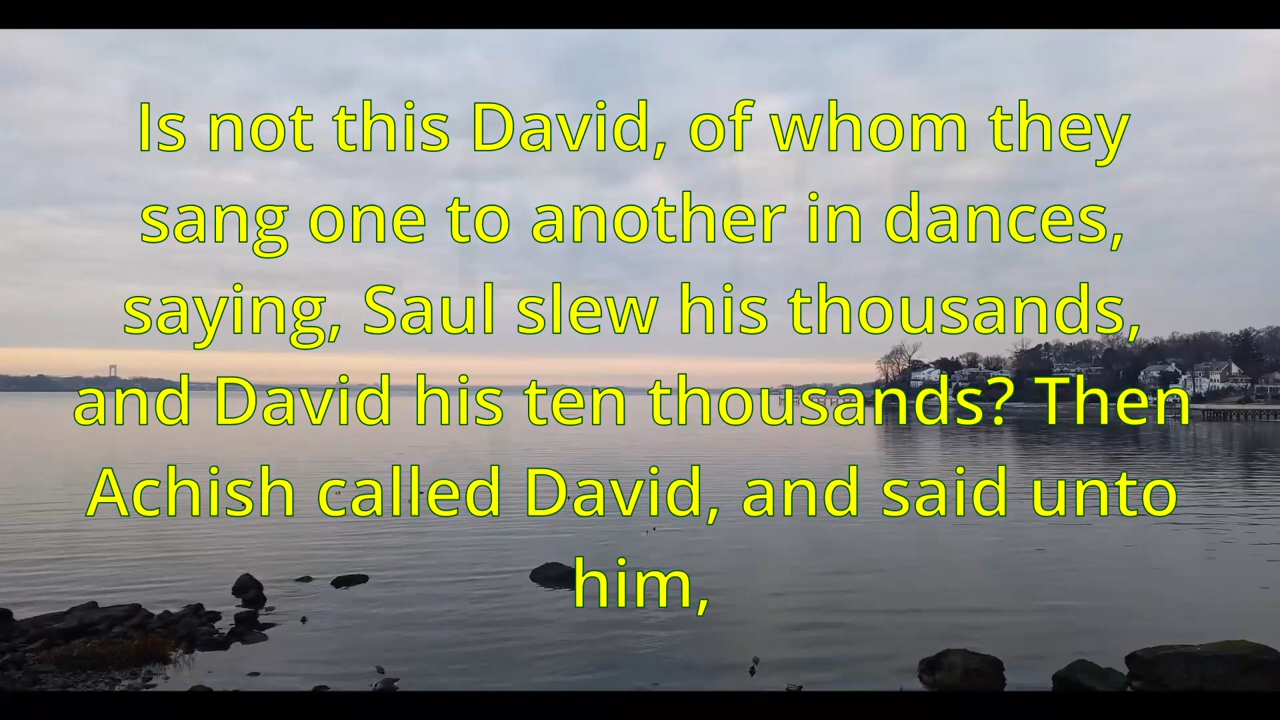 Is not this David, of whom they
sang one to another in dances,
saying, Saul slew his thousands,
and David his ten thousands? Then
Achish called David, and said unto
him,